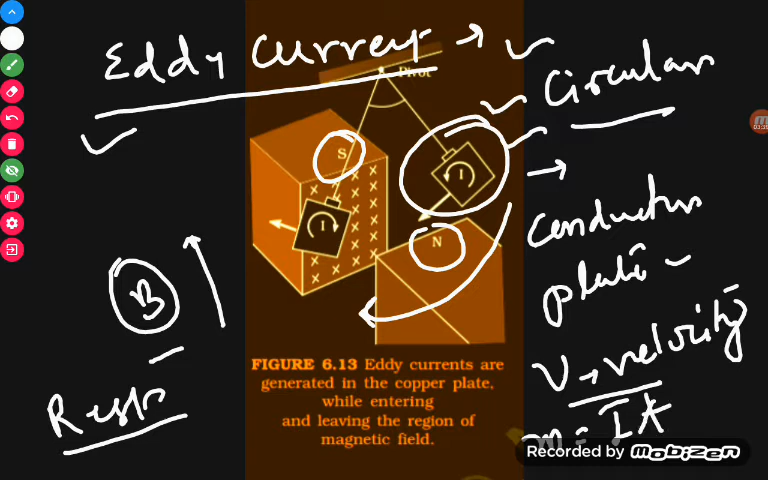 Eddy Current → ✓
Pivot
Circular
S
I
I
N
Conductor
plate
B
FIGURE 6.13 Eddy currents are
generated in the copper plate,
while entering
and leaving the region of
magnetic field.
V → velocity
m = IA
Recorded by MOBIZEN